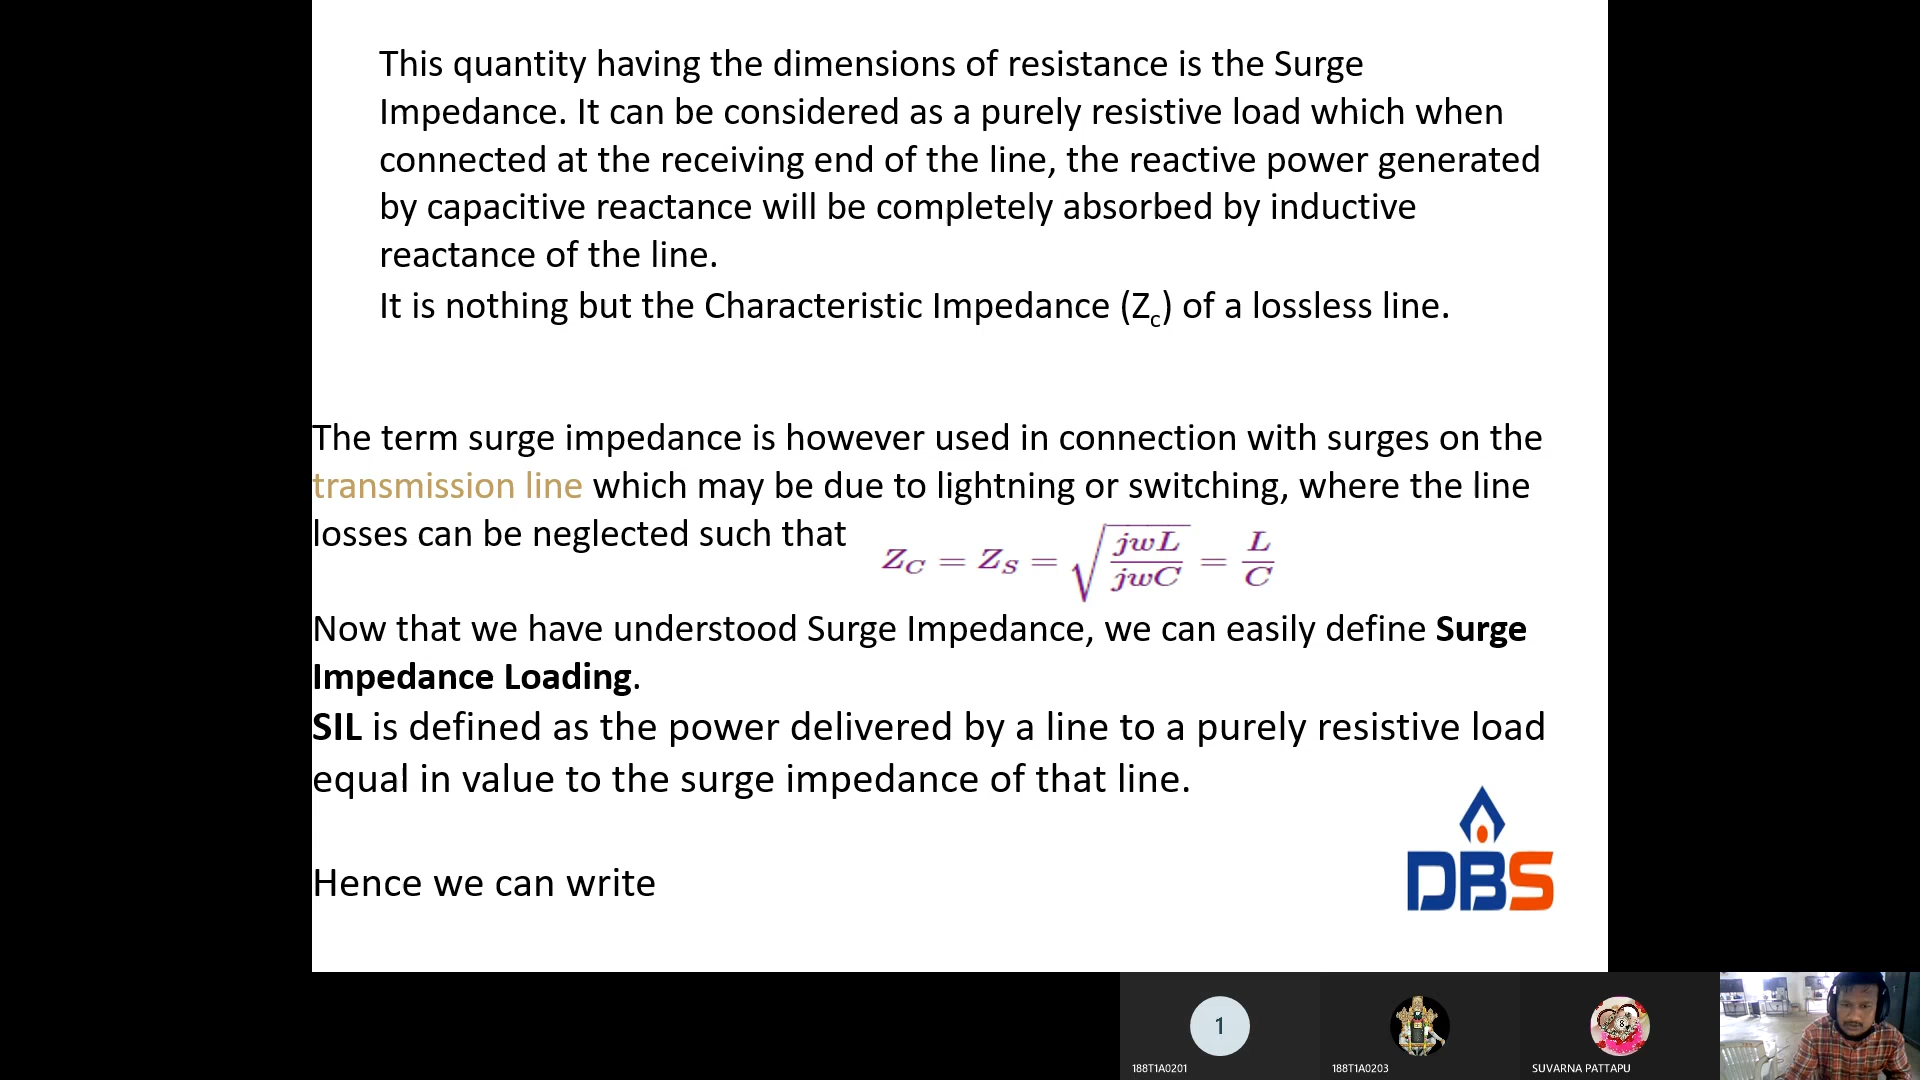 This quantity having the dimensions of resistance is the Surge
Impedance. It can be considered as a purely resistive load which when
connected at the receiving end of the line, the reactive power generated
by capacitive reactance will be completely absorbed by inductive
reactance of the line.
It is nothing but the Characteristic Impedance (Zc) of a lossless line.
The term surge impedance is however used in connection with surges on the
transmission line which may be due to lightning or switching, where the line
losses can be neglected such that
Z_C = Z_S = √(jwL/jwC) = L/C
Now that we have understood Surge Impedance, we can easily define Surge
Impedance Loading.
SIL is defined as the power delivered by a line to a purely resistive load
equal in value to the surge impedance of that line.
Hence we can write
DBS
1
188T1A0201
188T1A0203
8
SUVARNA PATTAPU